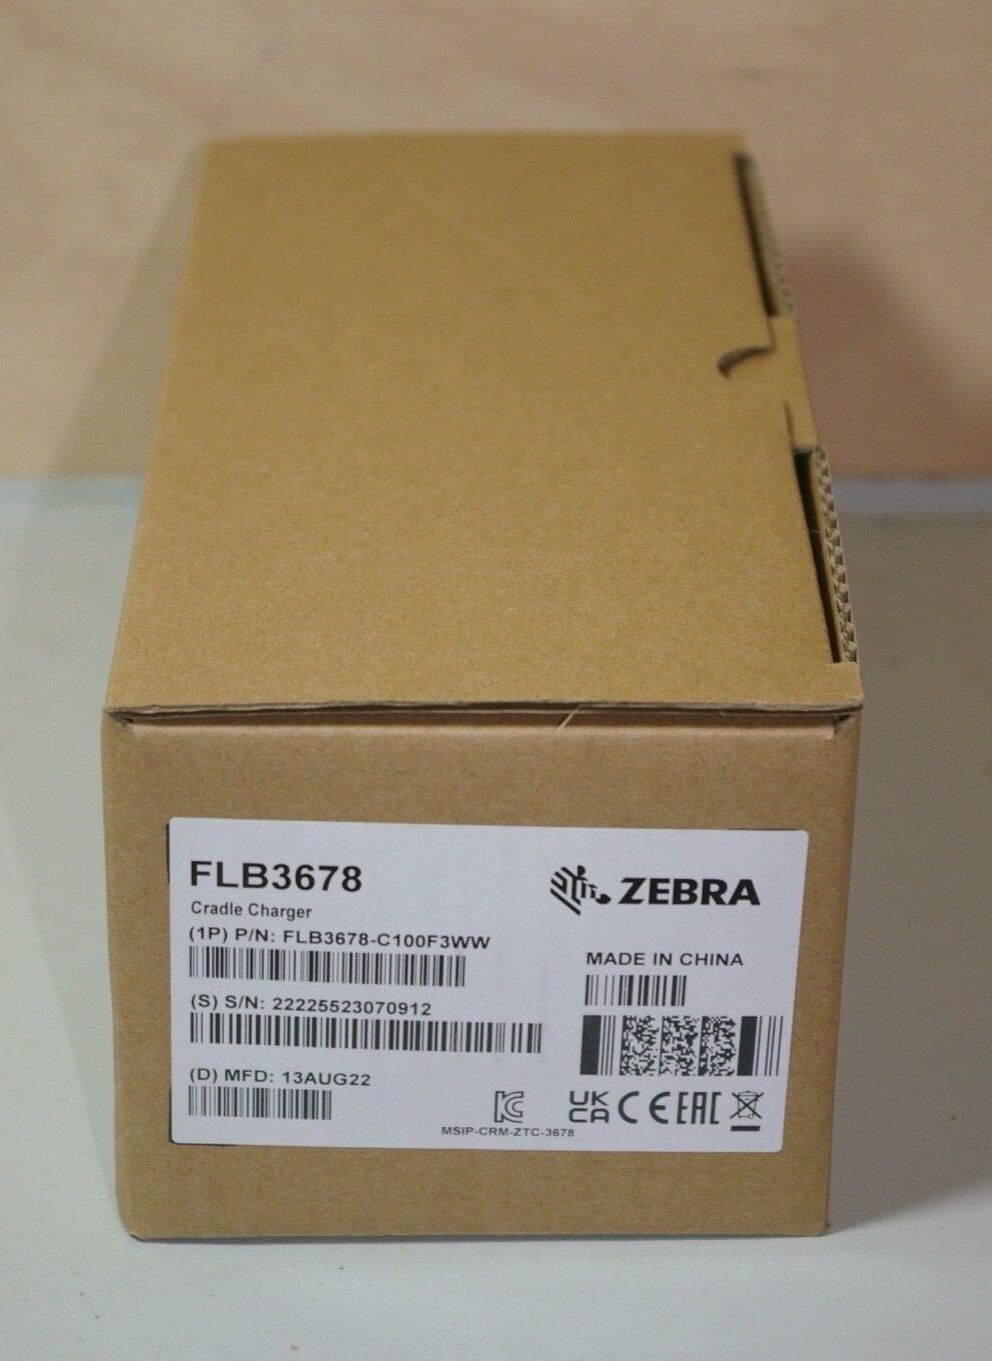 FLB3678
ZEBRA
Cradle Charger
(1P) P/N: FLB3678-C100F3WW
MADE IN CHINA
(S) S/N: 22225523070912
(D) MFD: 13AUG22
UK
CA CE EAC
MSIP-CRM-ZTC-3678